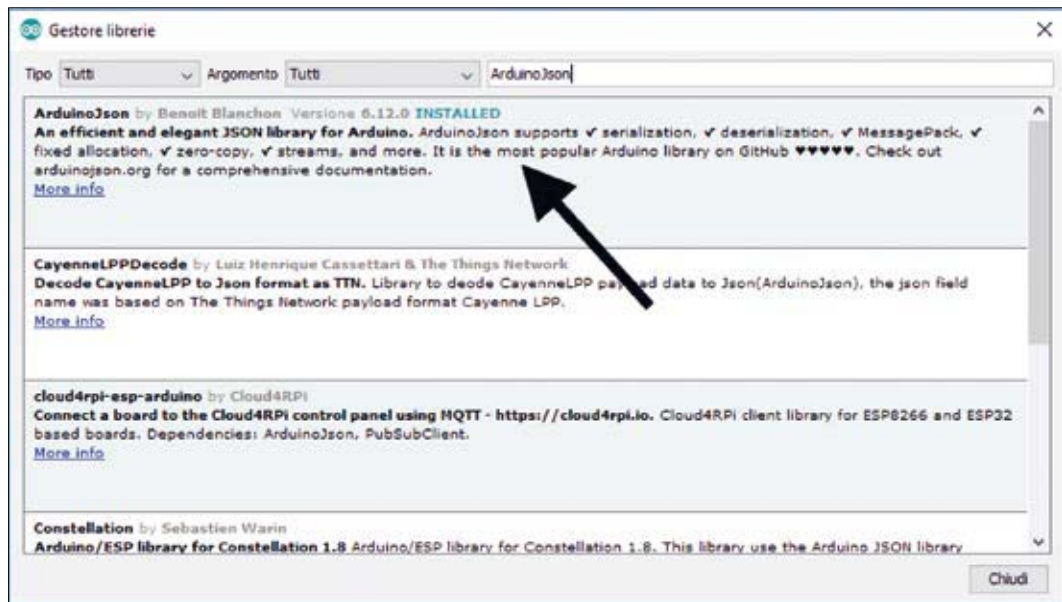 Gestore librerie
Tipo Tutti Argomento Tutti ArduinoJson
ArduinoJson by Benoit Blanchon Versione 6.12.0 INSTALLED
An efficient and elegant JSON library for Arduino. ArduinoJson supports ✔ serialization, ✔ deserialization, ✔ MessagePack, ✔
fixed allocation, ✔ zero-copy, ✔ streams, and more. It is the most popular Arduino library on GitHub ♥♥♥♥♥. Check out
arduinojson.org for a comprehensive documentation.
More info
CayenneLPPDecode by Luiz Henrique Cassettari & The Things Network
Decode CayenneLPP to Json format as TTN. Library to deode CayenneLPP data to Json(ArduinoJson), the json field
name was based on The Things Network payload format Cayenne LPP.
More info
cloud4rpi-esp-arduino by Cloud4RPi
Connect a board to the Cloud4RPi control panel using MQTT - https://cloud4rpi.io. Cloud4RPi client library for ESP8266 and ESP32
based boards. Dependencies: ArduinoJson, PubSubClient.
More info
Constellation by Sebastien Warin
Arduino/ESP library for Constellation 1.8 Arduino/ESP library for Constellation 1.8. This library use the Arduino JSON library
Chiudi